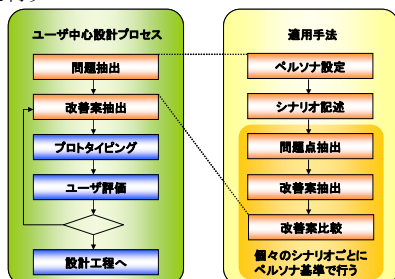 ユーザ中心設計プロセス
問題抽出
改善案抽出
プロトタイピング
ユーザ評価
設計工程へ
適用手法
ペルソナ設定
シナリオ記述
問題点抽出
改善案抽出
改善案比較
個々のシナリオごとに
ペルソナ基準で行う